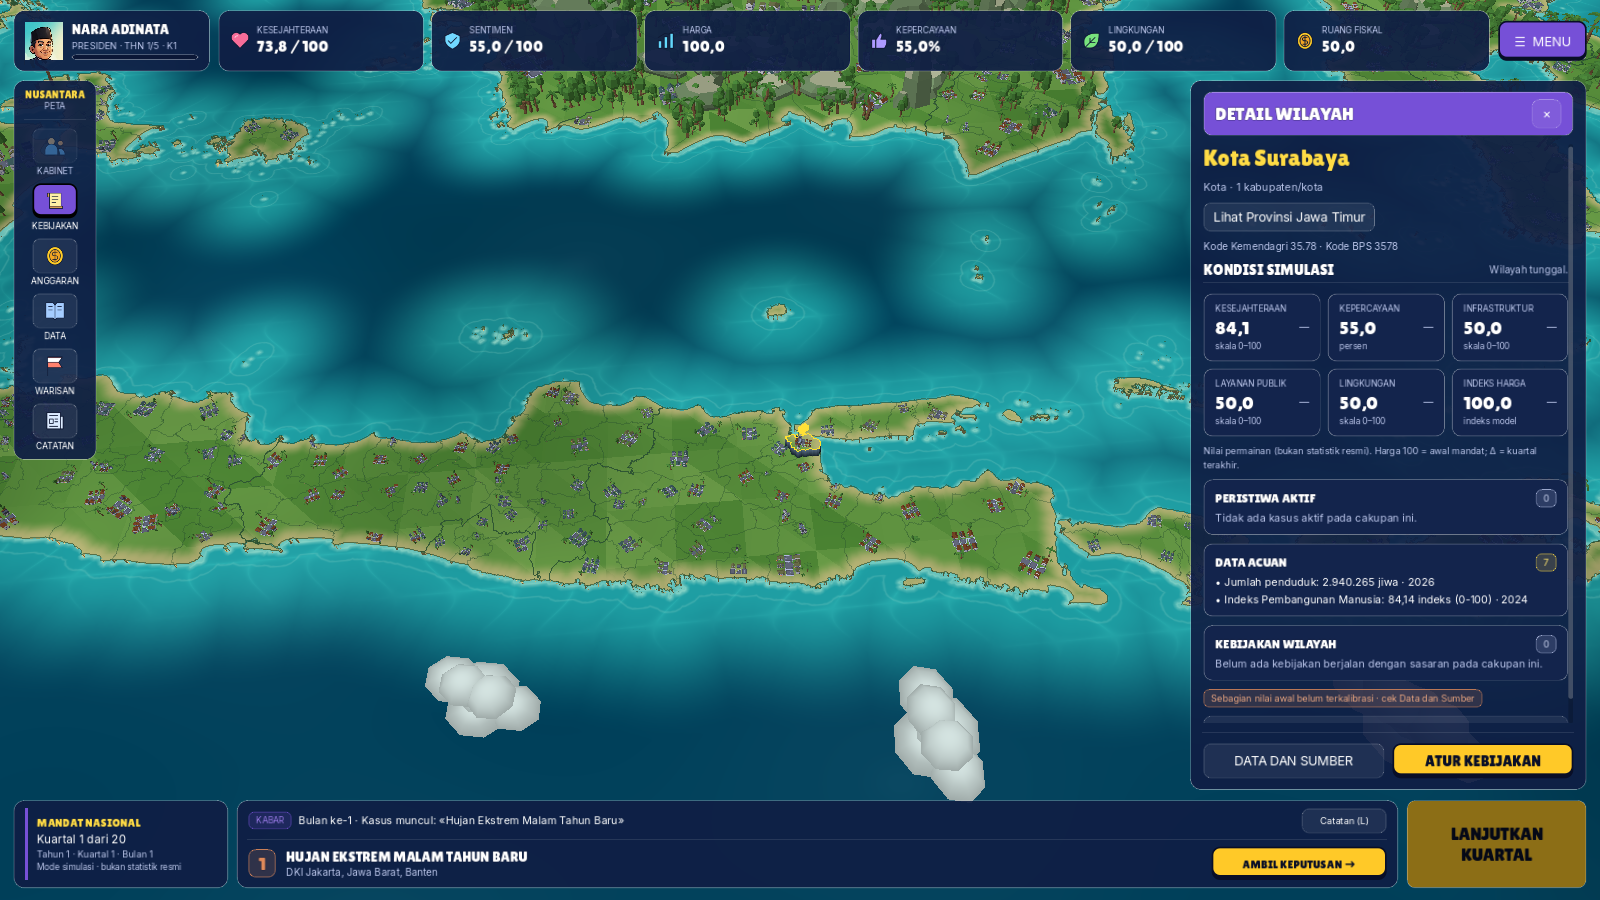 NARA ADINATA
PRESIDEN · THN 1/5 · K1
KESEJAHTERAAN
73,8 / 100
SENTIMEN
55,0 / 100
HARGA
100,0
KEPERCAYAAN
55,0%
LINGKUNGAN
50,0 / 100
RUANG FISKAL
50,0
☰ MENU
NUSANTARA
PETA
KABINET
KEBIJAKAN
ANGGARAN
DATA
WARISAN
CATATAN
DETAIL WILAYAH
×
Kota Surabaya
Kota · 1 kabupaten/kota
Lihat Provinsi Jawa Timur
Kode Kemendagri 35.78 · Kode BPS 3578
KONDISI SIMULASI
Wilayah tunggal.
KESEJAHTERAAN
84,1 —
skala 0–100
KEPERCAYAAN
55,0 —
persen
INFRASTRUKTUR
50,0 —
skala 0–100
LAYANAN PUBLIK
50,0 —
skala 0–100
LINGKUNGAN
50,0 —
skala 0–100
INDEKS HARGA
100,0 —
indeks model
Nilai permainan (bukan statistik resmi). Harga 100 = awal mandat; Δ = kuartal
terakhir.
PERISTIWA AKTIF 0
Tidak ada kasus aktif pada cakupan ini.
DATA ACUAN 7
• Jumlah penduduk: 2.940.265 jiwa · 2026
• Indeks Pembangunan Manusia: 84,14 indeks (0-100) · 2024
KEBIJAKAN WILAYAH 0
Belum ada kebijakan berjalan dengan sasaran pada cakupan ini.
Sebagian nilai awal belum terkalibrasi · cek Data dan Sumber
DATA DAN SUMBER
ATUR KEBIJAKAN
MANDAT NASIONAL
Kuartal 1 dari 20
Tahun 1 · Kuartal 1 · Bulan 1
Mode simulasi · bukan statistik resmi
KABAR
Bulan ke-1 · Kasus muncul: «Hujan Ekstrem Malam Tahun Baru»
Catatan (L)
1
HUJAN EKSTREM MALAM TAHUN BARU
DKI Jakarta, Jawa Barat, Banten
AMBIL KEPUTUSAN →
LANJUTKAN
KUARTAL